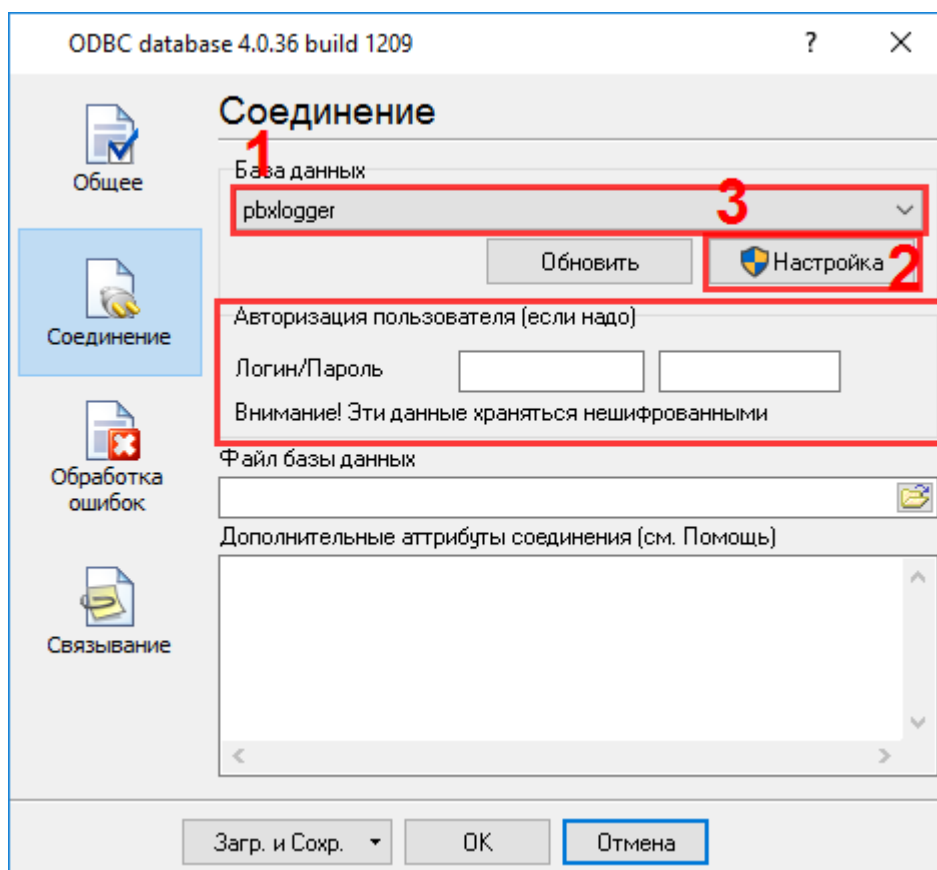 ODBC database 4.0.36 build 1209 ?
Общее
Соединение
Обработка
ошибок
Связывание
Соединение
1
База данных
pbxlogger
3
Обновить
Настройка
2
Авторизация пользователя (если надо)
Логин/Пароль
Внимание! Эти данные храняться нешифрованными
Файл базы данных
Дополнительные аттрибуты соединения (см. Помощь)
Загр. и Сохр.
OK
Отмена